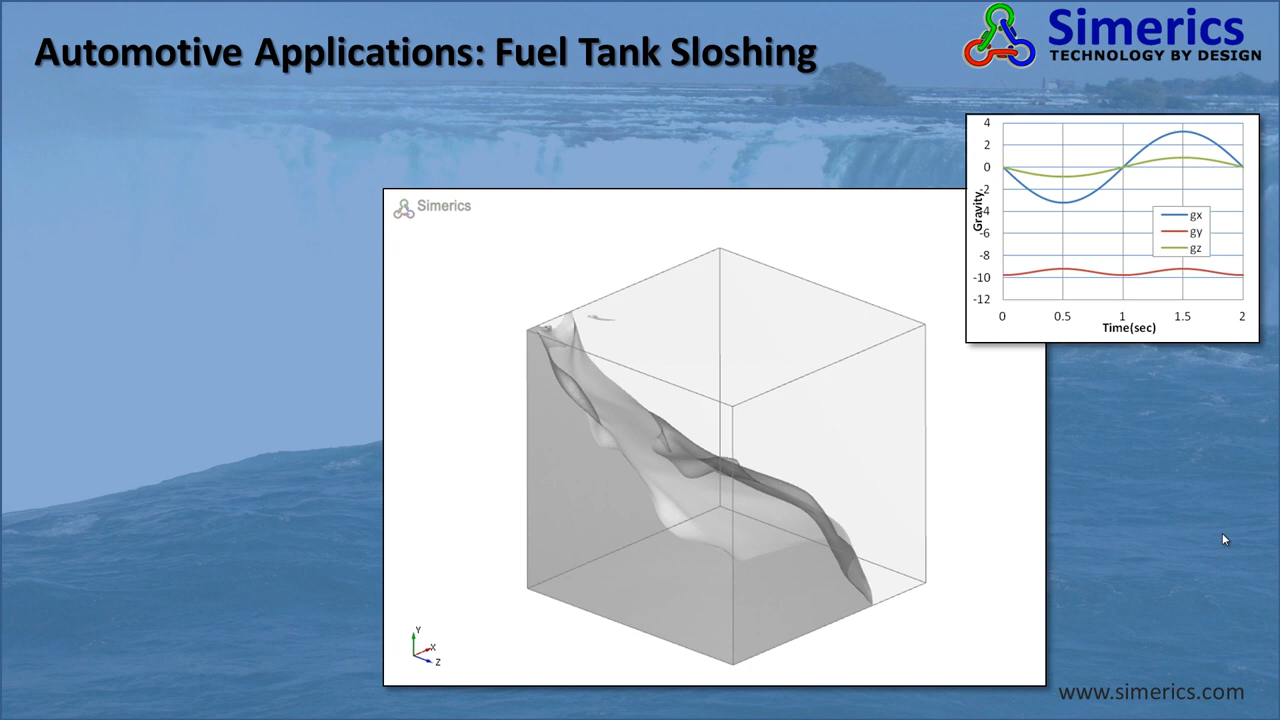 Automotive Applications: Fuel Tank Sloshing
Simerics
TECHNOLOGY BY DESIGN
Simerics
4
2
0
-2
-4
-6
-8
-10
-12
Gravity
gx
gy
gz
0 0.5 1 1.5 2
Time(sec)
Y
X
Z
www.simerics.com